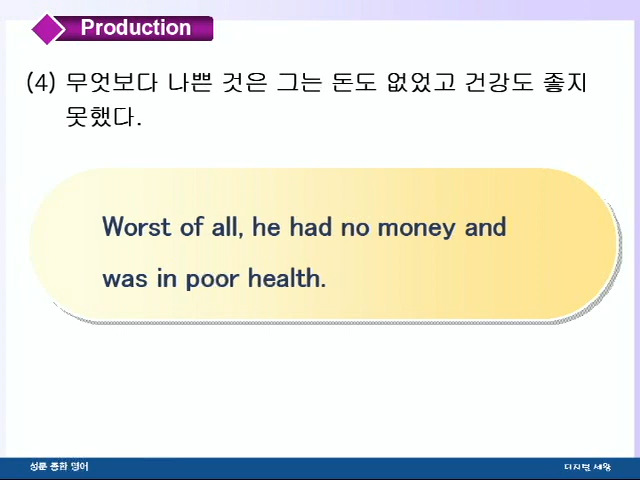 Production
(4) 무엇보다 나쁜 것은 그는 돈도 없었고 건강도 좋지
못했다.
Worst of all, he had no money and
was in poor health.
성문 종합 영어
디지털 세왕